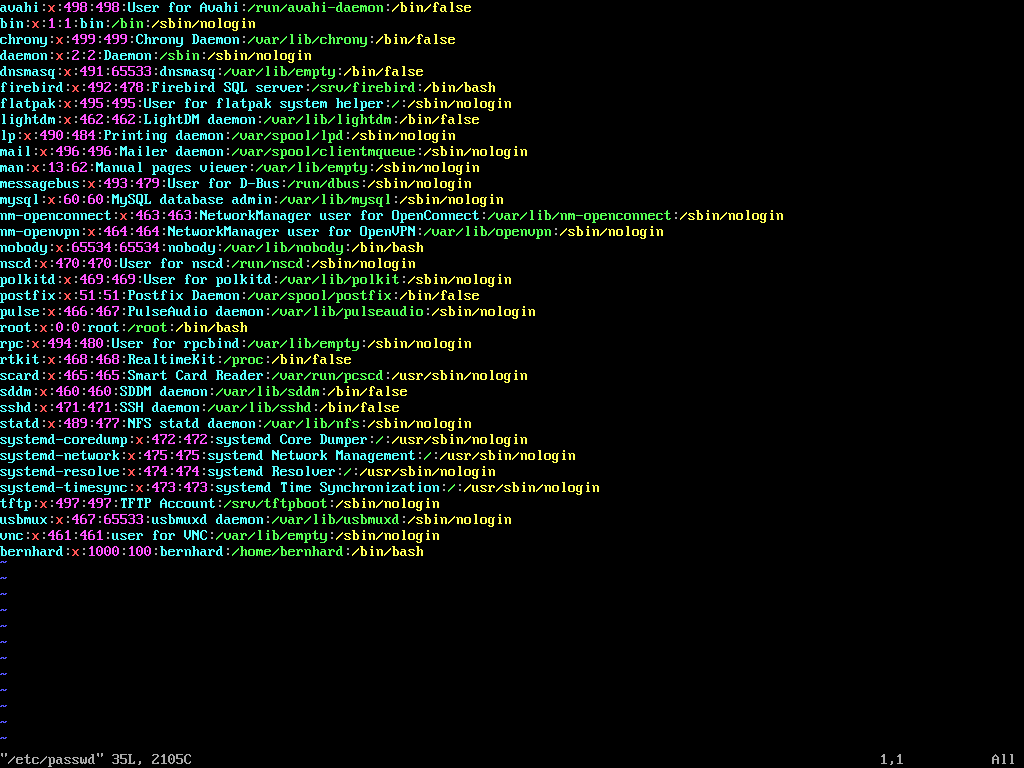 avahi:x:498:498:User for Avahi:/run/avahi-daemon:/bin/false
bin:x:1:1:bin:/bin:/sbin/nologin
chrony:x:499:499:Chrony Daemon:/var/lib/chrony:/bin/false
daemon:x:2:2:Daemon:/sbin:/sbin/nologin
dnsmasq:x:491:65533:dnsmasq:/var/lib/empty:/bin/false
firebird:x:492:478:Firebird SQL server:/srv/firebird:/bin/bash
flatpak:x:495:495:User for flatpak system helper:/:/sbin/nologin
lightdm:x:462:462:LightDM daemon:/var/lib/lightdm:/bin/false
lp:x:490:484:Printing daemon:/var/spool/lpd:/sbin/nologin
mail:x:496:496:Mailer daemon:/var/spool/clientmqueue:/sbin/nologin
man:x:13:62:Manual pages viewer:/var/lib/empty:/sbin/nologin
messagebus:x:493:479:User for D-Bus:/run/dbus:/sbin/nologin
mysql:x:60:60:MySQL database admin:/var/lib/mysql:/sbin/nologin
nm-openconnect:x:463:463:NetworkManager user for OpenConnect:/var/lib/nm-openconnect:/sbin/nologin
nm-openvpn:x:464:464:NetworkManager user for OpenVPN:/var/lib/openvpn:/sbin/nologin
nobody:x:65534:65534:nobody:/var/lib/nobody:/bin/bash
nscd:x:470:470:User for nscd:/run/nscd:/sbin/nologin
polkitd:x:469:469:User for polkitd:/var/lib/polkit:/sbin/nologin
postfix:x:51:51:Postfix Daemon:/var/spool/postfix:/bin/false
pulse:x:466:467:PulseAudio daemon:/var/lib/pulseaudio:/sbin/nologin
root:x:0:0:root:/root:/bin/bash
rpc:x:494:480:User for rpcbind:/var/lib/empty:/sbin/nologin
rtkit:x:468:468:RealtimeKit:/proc:/bin/false
scard:x:465:465:Smart Card Reader:/var/run/pcscd:/usr/sbin/nologin
sddm:x:460:460:SDDM daemon:/var/lib/sddm:/bin/false
sshd:x:471:471:SSH daemon:/var/lib/sshd:/bin/false
statd:x:489:477:NFS statd daemon:/var/lib/nfs:/sbin/nologin
systemd-coredump:x:472:472:systemd Core Dumper:/:/usr/sbin/nologin
systemd-network:x:475:475:systemd Network Management:/:/usr/sbin/nologin
systemd-resolve:x:474:474:systemd Resolver:/:/usr/sbin/nologin
systemd-timesync:x:473:473:systemd Time Synchronization:/:/usr/sbin/nologin
tftp:x:497:497:TFTP Account:/srv/tftpboot:/sbin/nologin
usbmux:x:467:65533:usbmuxd daemon:/var/lib/usbmuxd:/sbin/nologin
vnc:x:461:461:user for VNC:/var/lib/empty:/sbin/nologin
bernhard:x:1000:100:bernhard:/home/bernhard:/bin/bash
~
~
~
~
~
~
~
~
~
~
~
~
"/etc/passwd" 35L, 2105C 1,1 All